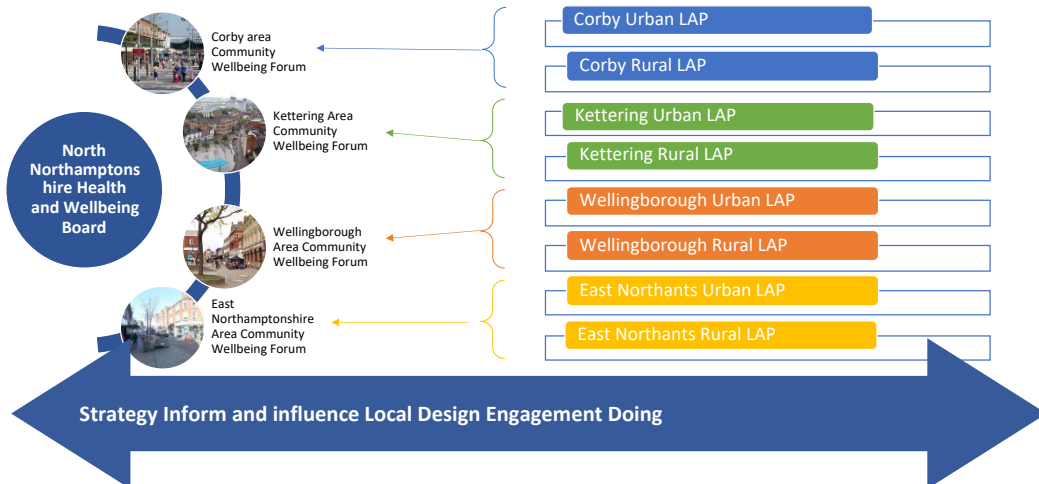 North
Northamptons
hire Health
and Wellbeing
Board
Corby area
Community
Wellbeing Forum
Kettering Area
Community
Wellbeing Forum
Wellingborough
Area Community
Wellbeing Forum
East
Northamptonshire
Area Community
Wellbeing Forum
Corby Urban LAP
Corby Rural LAP
Kettering Urban LAP
Kettering Rural LAP
Wellingborough Urban LAP
Wellingborough Rural LAP
East Northants Urban LAP
East Northants Rural LAP
Strategy Inform and influence Local Design Engagement Doing